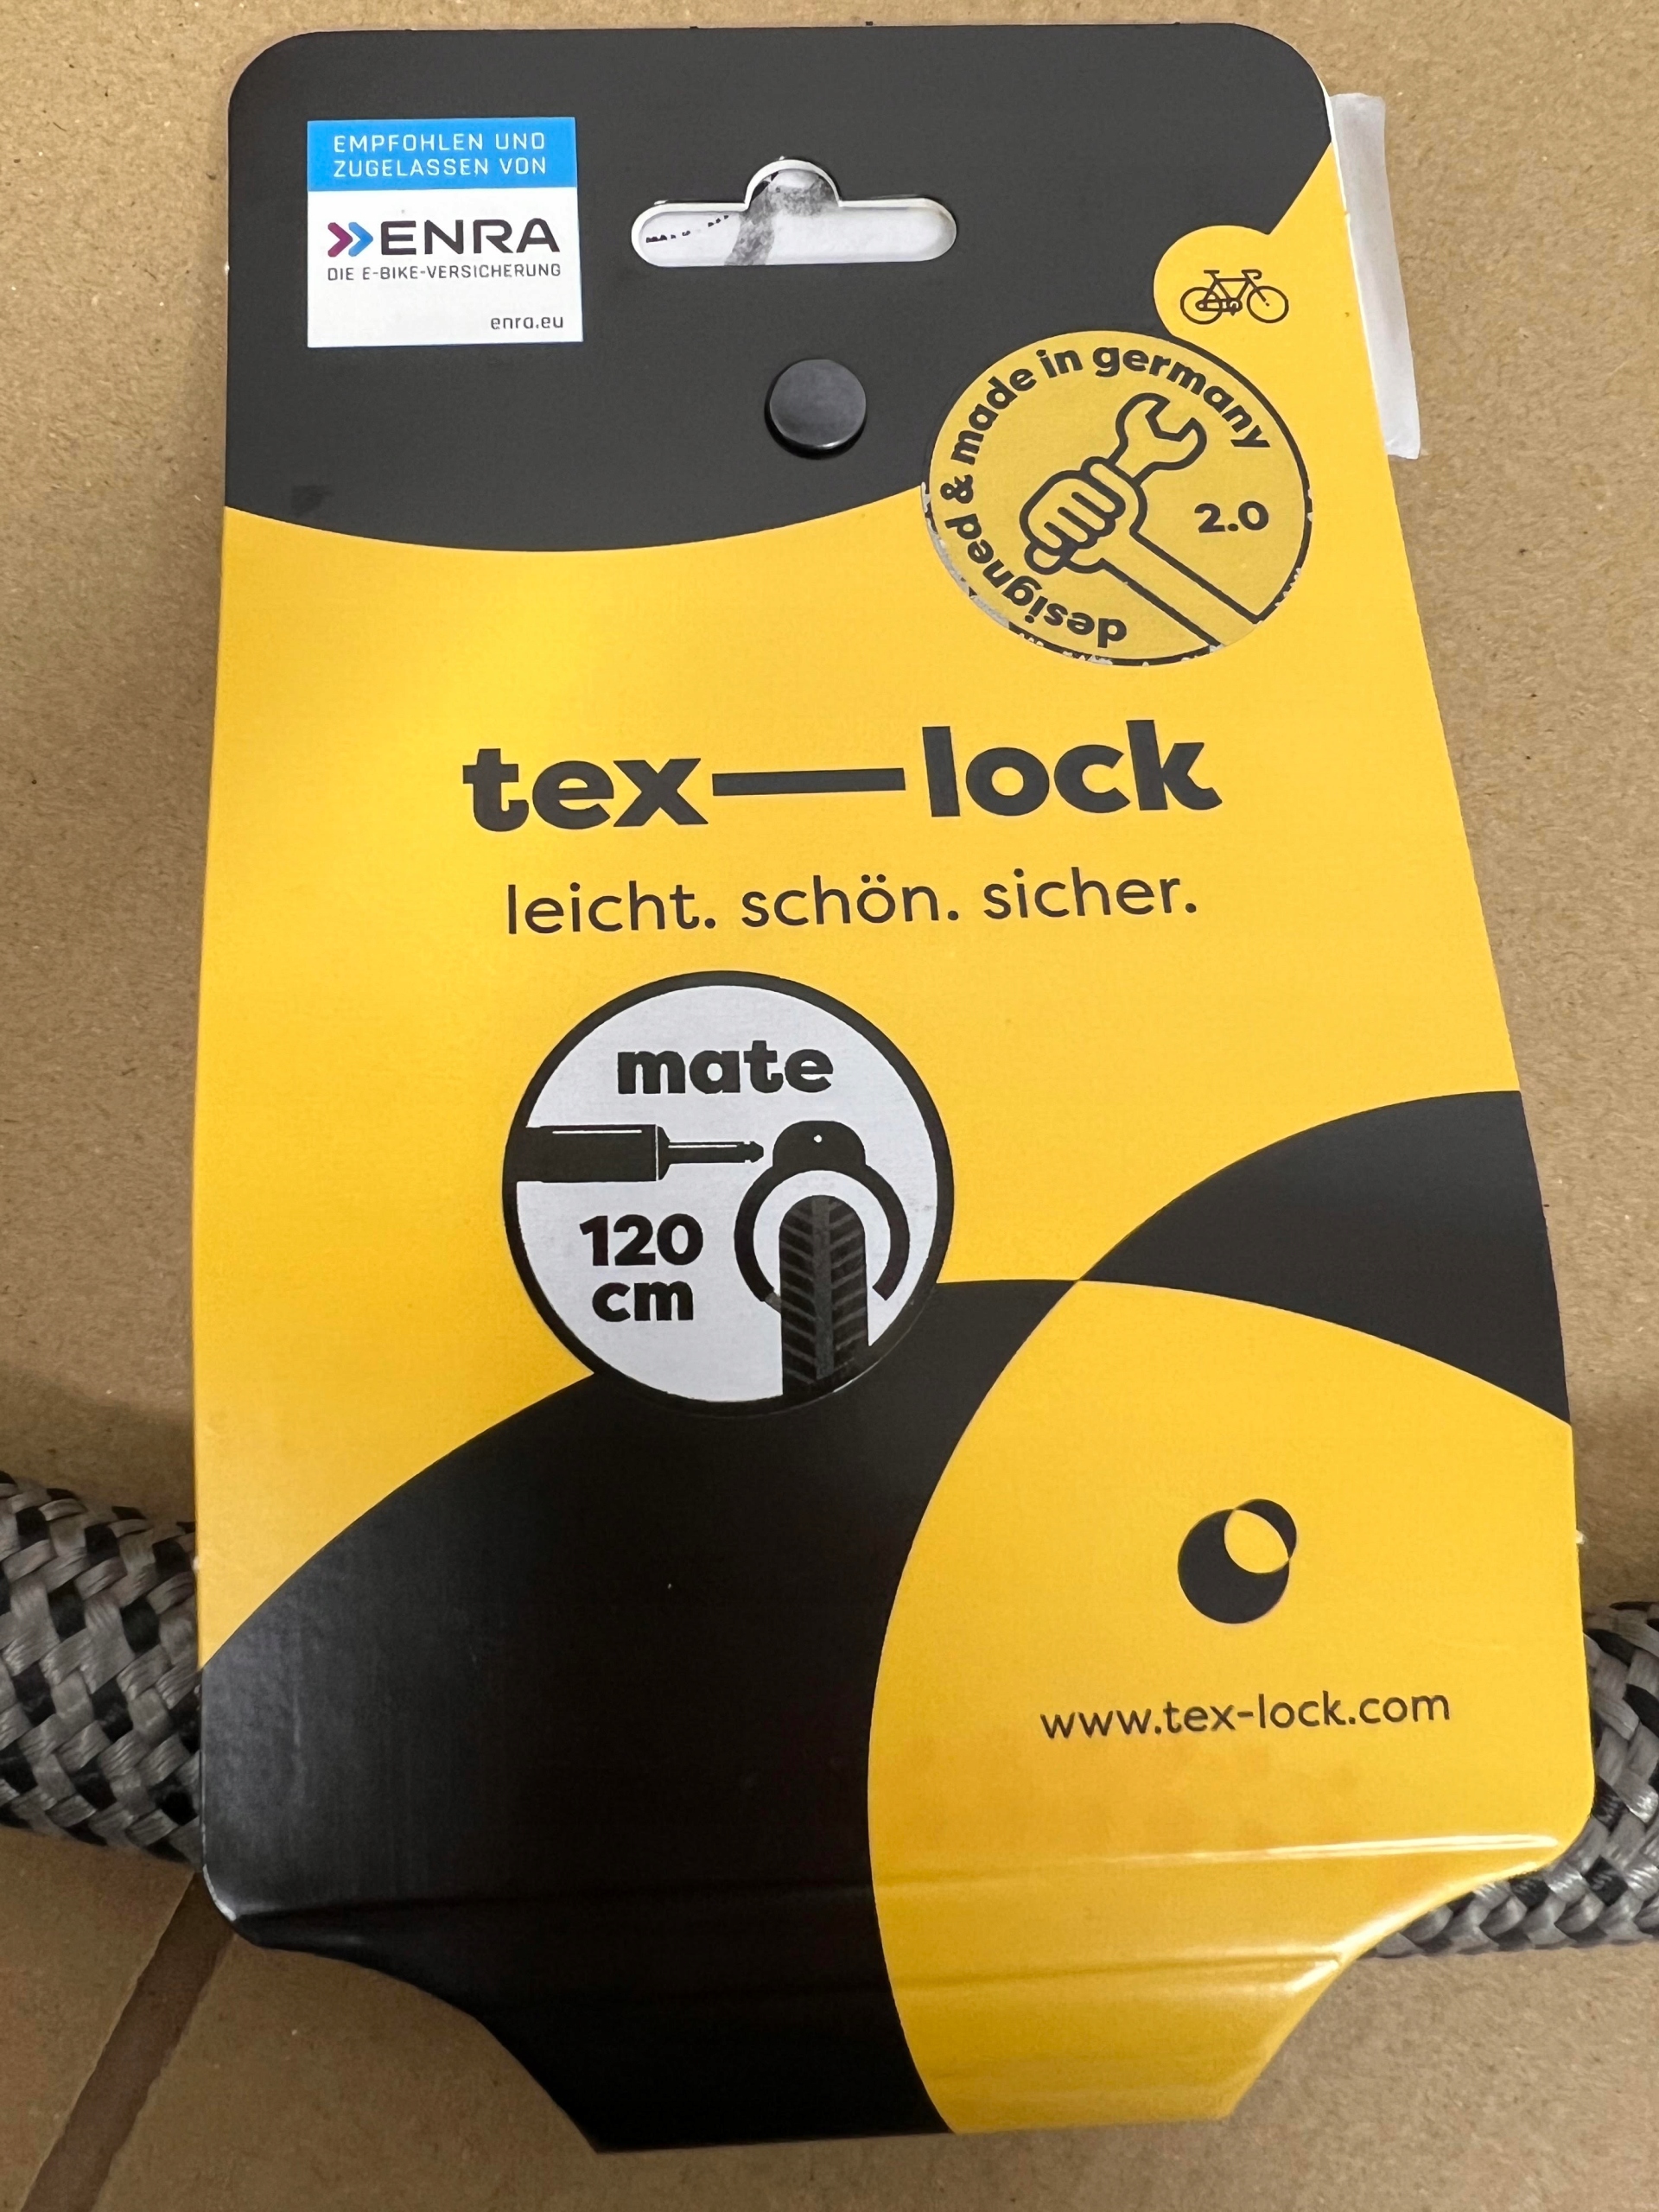 EMPFOHLEN UND
ZUGELASSEN VON
ENRA
DIE E-BIKE-VERSICHERUNG
enra.eu
designed & made in germany
2.0
tex—lock
leicht. schön. sicher.
mate
120
cm
www.tex-lock.com